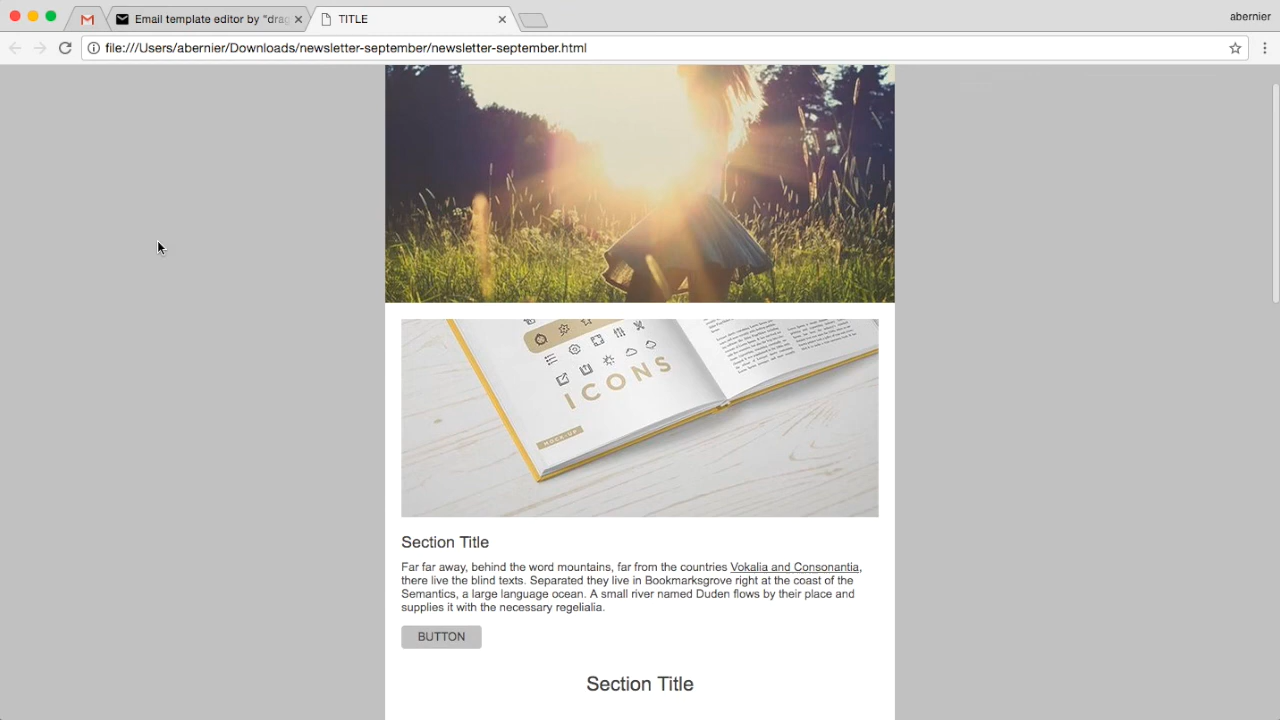 Email template editor by "drag
TITLE
abernier
file:///Users/abernier/Downloads/newsletter-september/newsletter-september.html
ICONS
MOCK-UP
Section Title
Far far away, behind the word mountains, far from the countries Vokalia and Consonantia,
there live the blind texts. Separated they live in Bookmarksgrove right at the coast of the
Semantics, a large language ocean. A small river named Duden flows by their place and
supplies it with the necessary regelialia.
BUTTON
Section Title